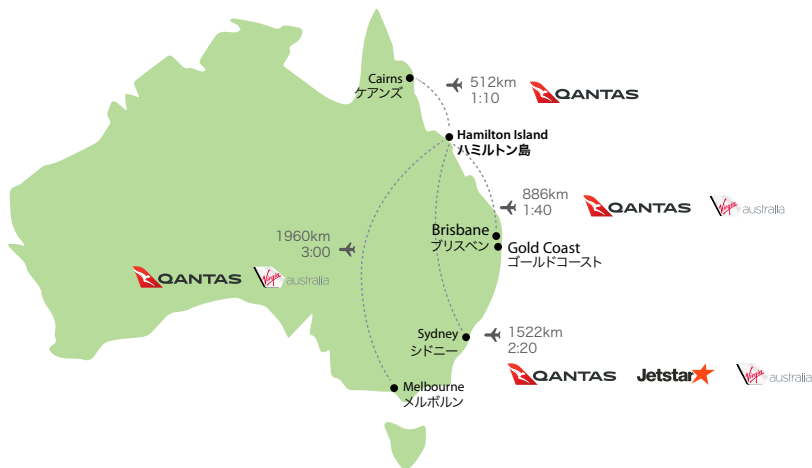 Cairns
ケアンズ
512km
1:10
QANTAS
Hamilton Island
ハミルトン島
886km
1:40
QANTAS
Virgin australia
Brisbane
ブリスベン
Gold Coast
ゴールドコースト
1960km
3:00
QANTAS
Virgin australia
Sydney
シドニー
1522km
2:20
QANTAS
Jetstar
Virgin australia
Melbourne
メルボルン